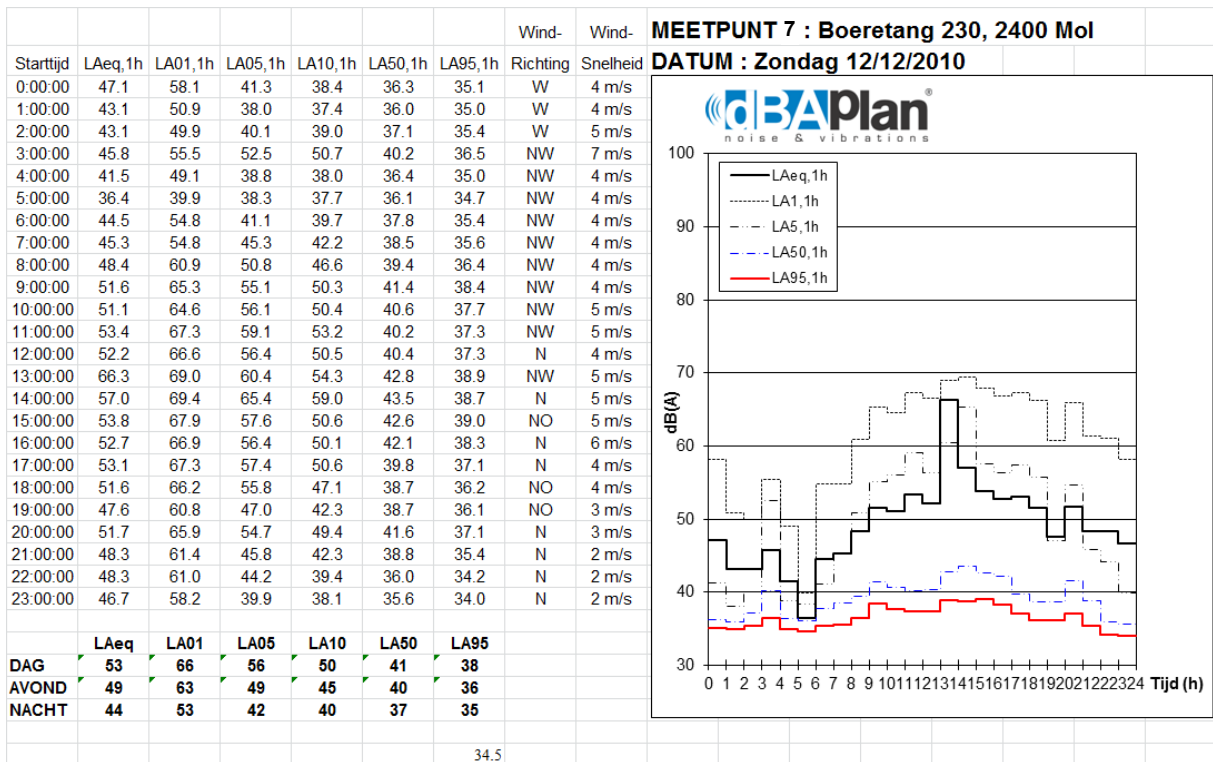 Wind- Wind-
Starttijd LAeq,1h LA01,1h LA05,1h LA10,1h LA50,1h LA95,1h Richting Snelheid
0:00:00 47.1 58.1 41.3 38.4 36.3 35.1 W 4 m/s
1:00:00 43.1 50.9 38.0 37.4 36.0 35.0 W 4 m/s
2:00:00 43.1 49.9 40.1 39.0 37.1 35.4 W 5 m/s
3:00:00 45.8 55.5 52.5 50.7 40.2 36.5 NW 7 m/s
4:00:00 41.5 49.1 38.8 38.0 36.4 35.0 NW 4 m/s
5:00:00 36.4 39.9 38.3 37.7 36.1 34.7 NW 4 m/s
6:00:00 44.5 54.8 41.1 39.7 37.8 35.4 NW 4 m/s
7:00:00 45.3 54.8 45.3 42.2 38.5 35.6 NW 4 m/s
8:00:00 48.4 60.9 50.8 46.6 39.4 36.4 NW 4 m/s
9:00:00 51.6 65.3 55.1 50.3 41.4 38.4 NW 4 m/s
10:00:00 51.1 64.6 56.1 50.4 40.6 37.7 NW 5 m/s
11:00:00 53.4 67.3 59.1 53.2 40.2 37.3 NW 5 m/s
12:00:00 52.2 66.6 56.4 50.5 40.4 37.3 N 4 m/s
13:00:00 66.3 69.0 60.4 54.3 42.8 38.9 NW 5 m/s
14:00:00 57.0 69.4 65.4 59.0 43.5 38.7 N 5 m/s
15:00:00 53.8 67.9 57.6 50.6 42.6 39.0 NO 5 m/s
16:00:00 52.7 66.9 56.4 50.1 42.1 38.3 N 6 m/s
17:00:00 53.1 67.3 57.4 50.6 39.8 37.1 N 4 m/s
18:00:00 51.6 66.2 55.8 47.1 38.7 36.2 NO 4 m/s
19:00:00 47.6 60.8 47.0 42.3 38.7 36.1 NO 3 m/s
20:00:00 51.7 65.9 54.7 49.4 41.6 37.1 N 3 m/s
21:00:00 48.3 61.4 45.8 42.3 38.8 35.4 N 2 m/s
22:00:00 48.3 61.0 44.2 39.4 36.0 34.2 N 2 m/s
23:00:00 46.7 58.2 39.9 38.1 35.6 34.0 N 2 m/s
LAeq LA01 LA05 LA10 LA50 LA95
DAG 53 66 56 50 41 38
AVOND 49 63 49 45 40 36
NACHT 44 53 42 40 37 35
34.5
MEETPUNT 7 : Boeretang 230, 2400 Mol
DATUM : Zondag 12/12/2010
dBAPlan®
noise & vibrations
100
90
80
70
60
50
40
30
dB(A)
LAeq,1h
LA1,1h
LA5,1h
LA50,1h
LA95,1h
0 1 2 3 4 5 6 7 8 9 10 11 12 13 14 15 16 17 18 19 20 21 22 23 24 Tijd (h)